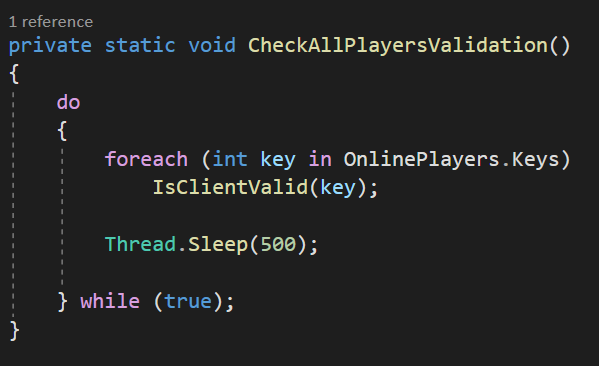 1 reference
private static void CheckAllPlayersValidation()
{
    do
    {
        foreach (int key in OnlinePlayers.Keys)
            IsClientValid(key);

        Thread.Sleep(500);

    } while (true);
}